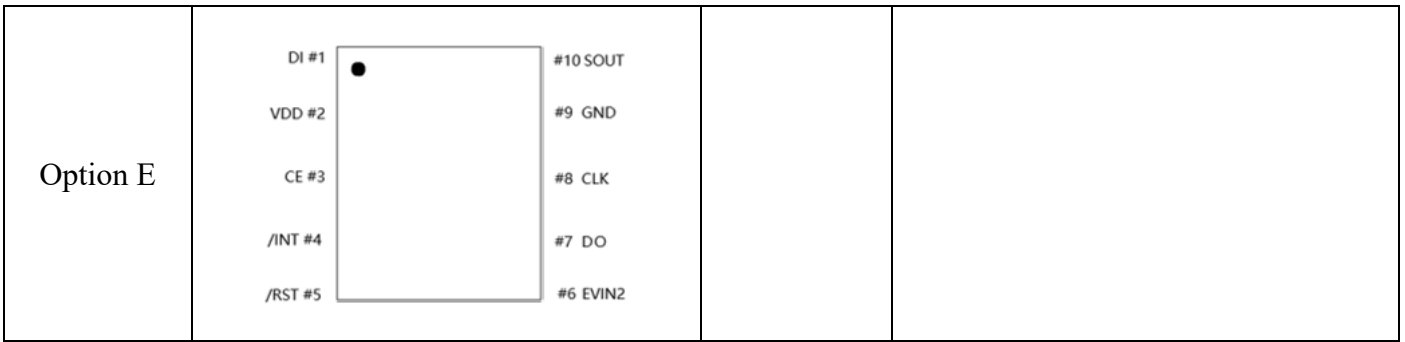 Option E
DI #1
VDD #2
CE #3
/INT #4
/RST #5
#10 SOUT
#9 GND
#8 CLK
#7 DO
#6 EVIN2